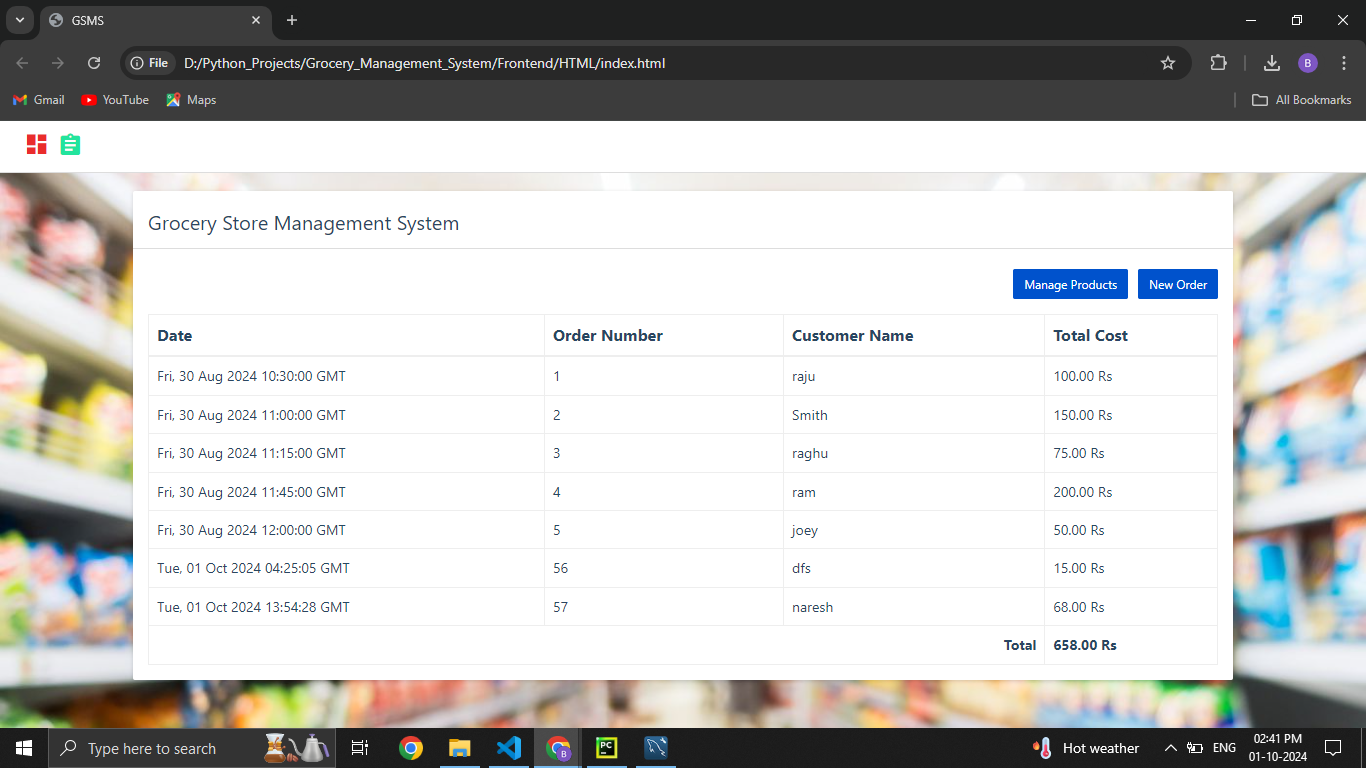 GSMS
File D:/Python_Projects/Grocery_Management_System/Frontend/HTML/index.html
B
Gmail YouTube Maps All Bookmarks
Grocery Store Management System
Manage Products New Order
Date Order Number Customer Name Total Cost
Fri, 30 Aug 2024 10:30:00 GMT 1 raju 100.00 Rs
Fri, 30 Aug 2024 11:00:00 GMT 2 Smith 150.00 Rs
Fri, 30 Aug 2024 11:15:00 GMT 3 raghu 75.00 Rs
Fri, 30 Aug 2024 11:45:00 GMT 4 ram 200.00 Rs
Fri, 30 Aug 2024 12:00:00 GMT 5 joey 50.00 Rs
Tue, 01 Oct 2024 04:25:05 GMT 56 dfs 15.00 Rs
Tue, 01 Oct 2024 13:54:28 GMT 57 naresh 68.00 Rs
Total 658.00 Rs
Type here to search B PC Hot weather ENG 02:41 PM
01-10-2024